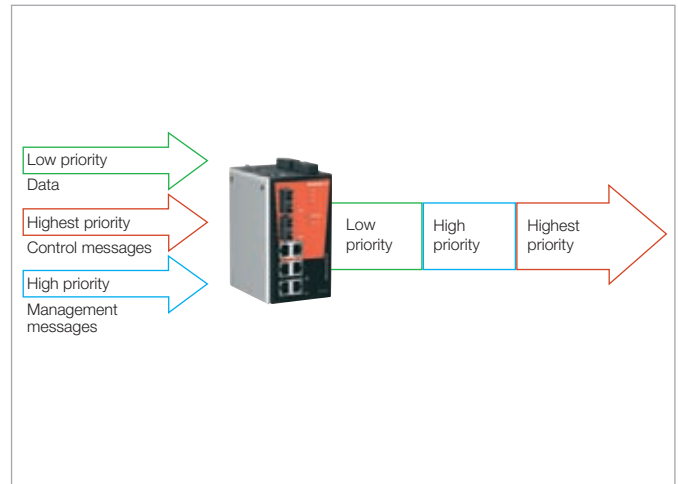 Low priority
Data
Highest priority
Control messages
High priority
Management
messages
Low
priority
High
priority
Highest
priority